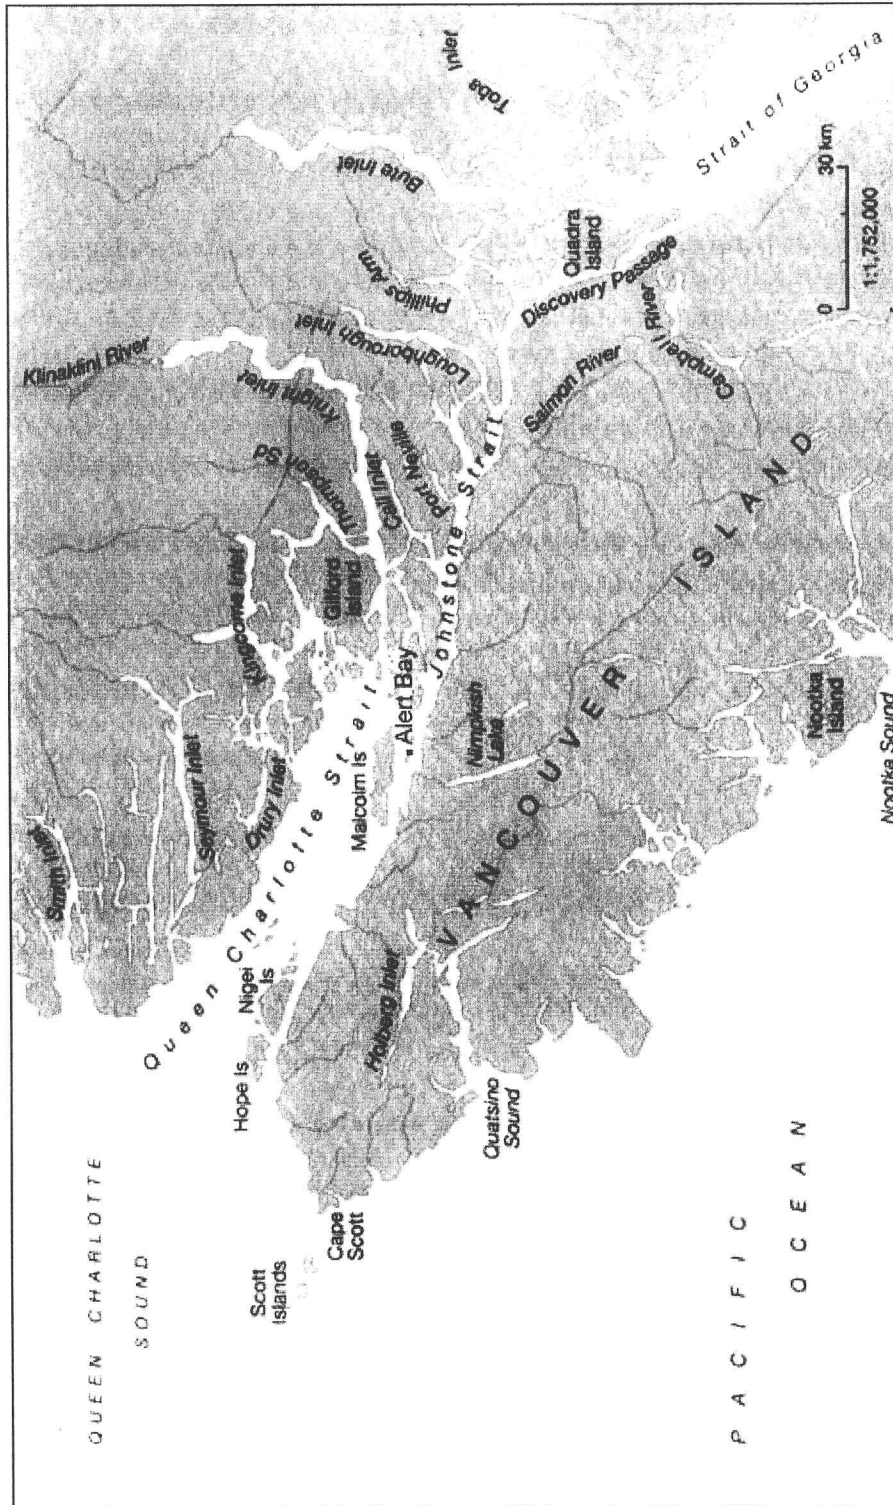 QUEEN CHARLOTTE
SOUND
Smith Inlet
Seymour Inlet
Drury Inlet
Kingcome Inlet
Klinaklini River
Knight Inlet
Thompson Sd
Gilford
Island
Call Inlet
Port Neville
Loughborough Inlet
Phillips Arm
Bute Inlet
Toba
Inlet
Queen Charlotte Strait
Hope Is
Nigei
Is
Malcolm Is
Alert Bay
Johnstone Strait
Quadra
Island
Discovery Passage
Strait of Georgia
Scott
Islands
Cape
Scott
Holberg Inlet
Quatsino
Sound
Nimpkish
Lake
Salmon River
Campbell River
VANCOUVER ISLAND
Nootka
Island
Nootka Sound
PACIFIC
OCEAN
0 30 km
1:1,752,000